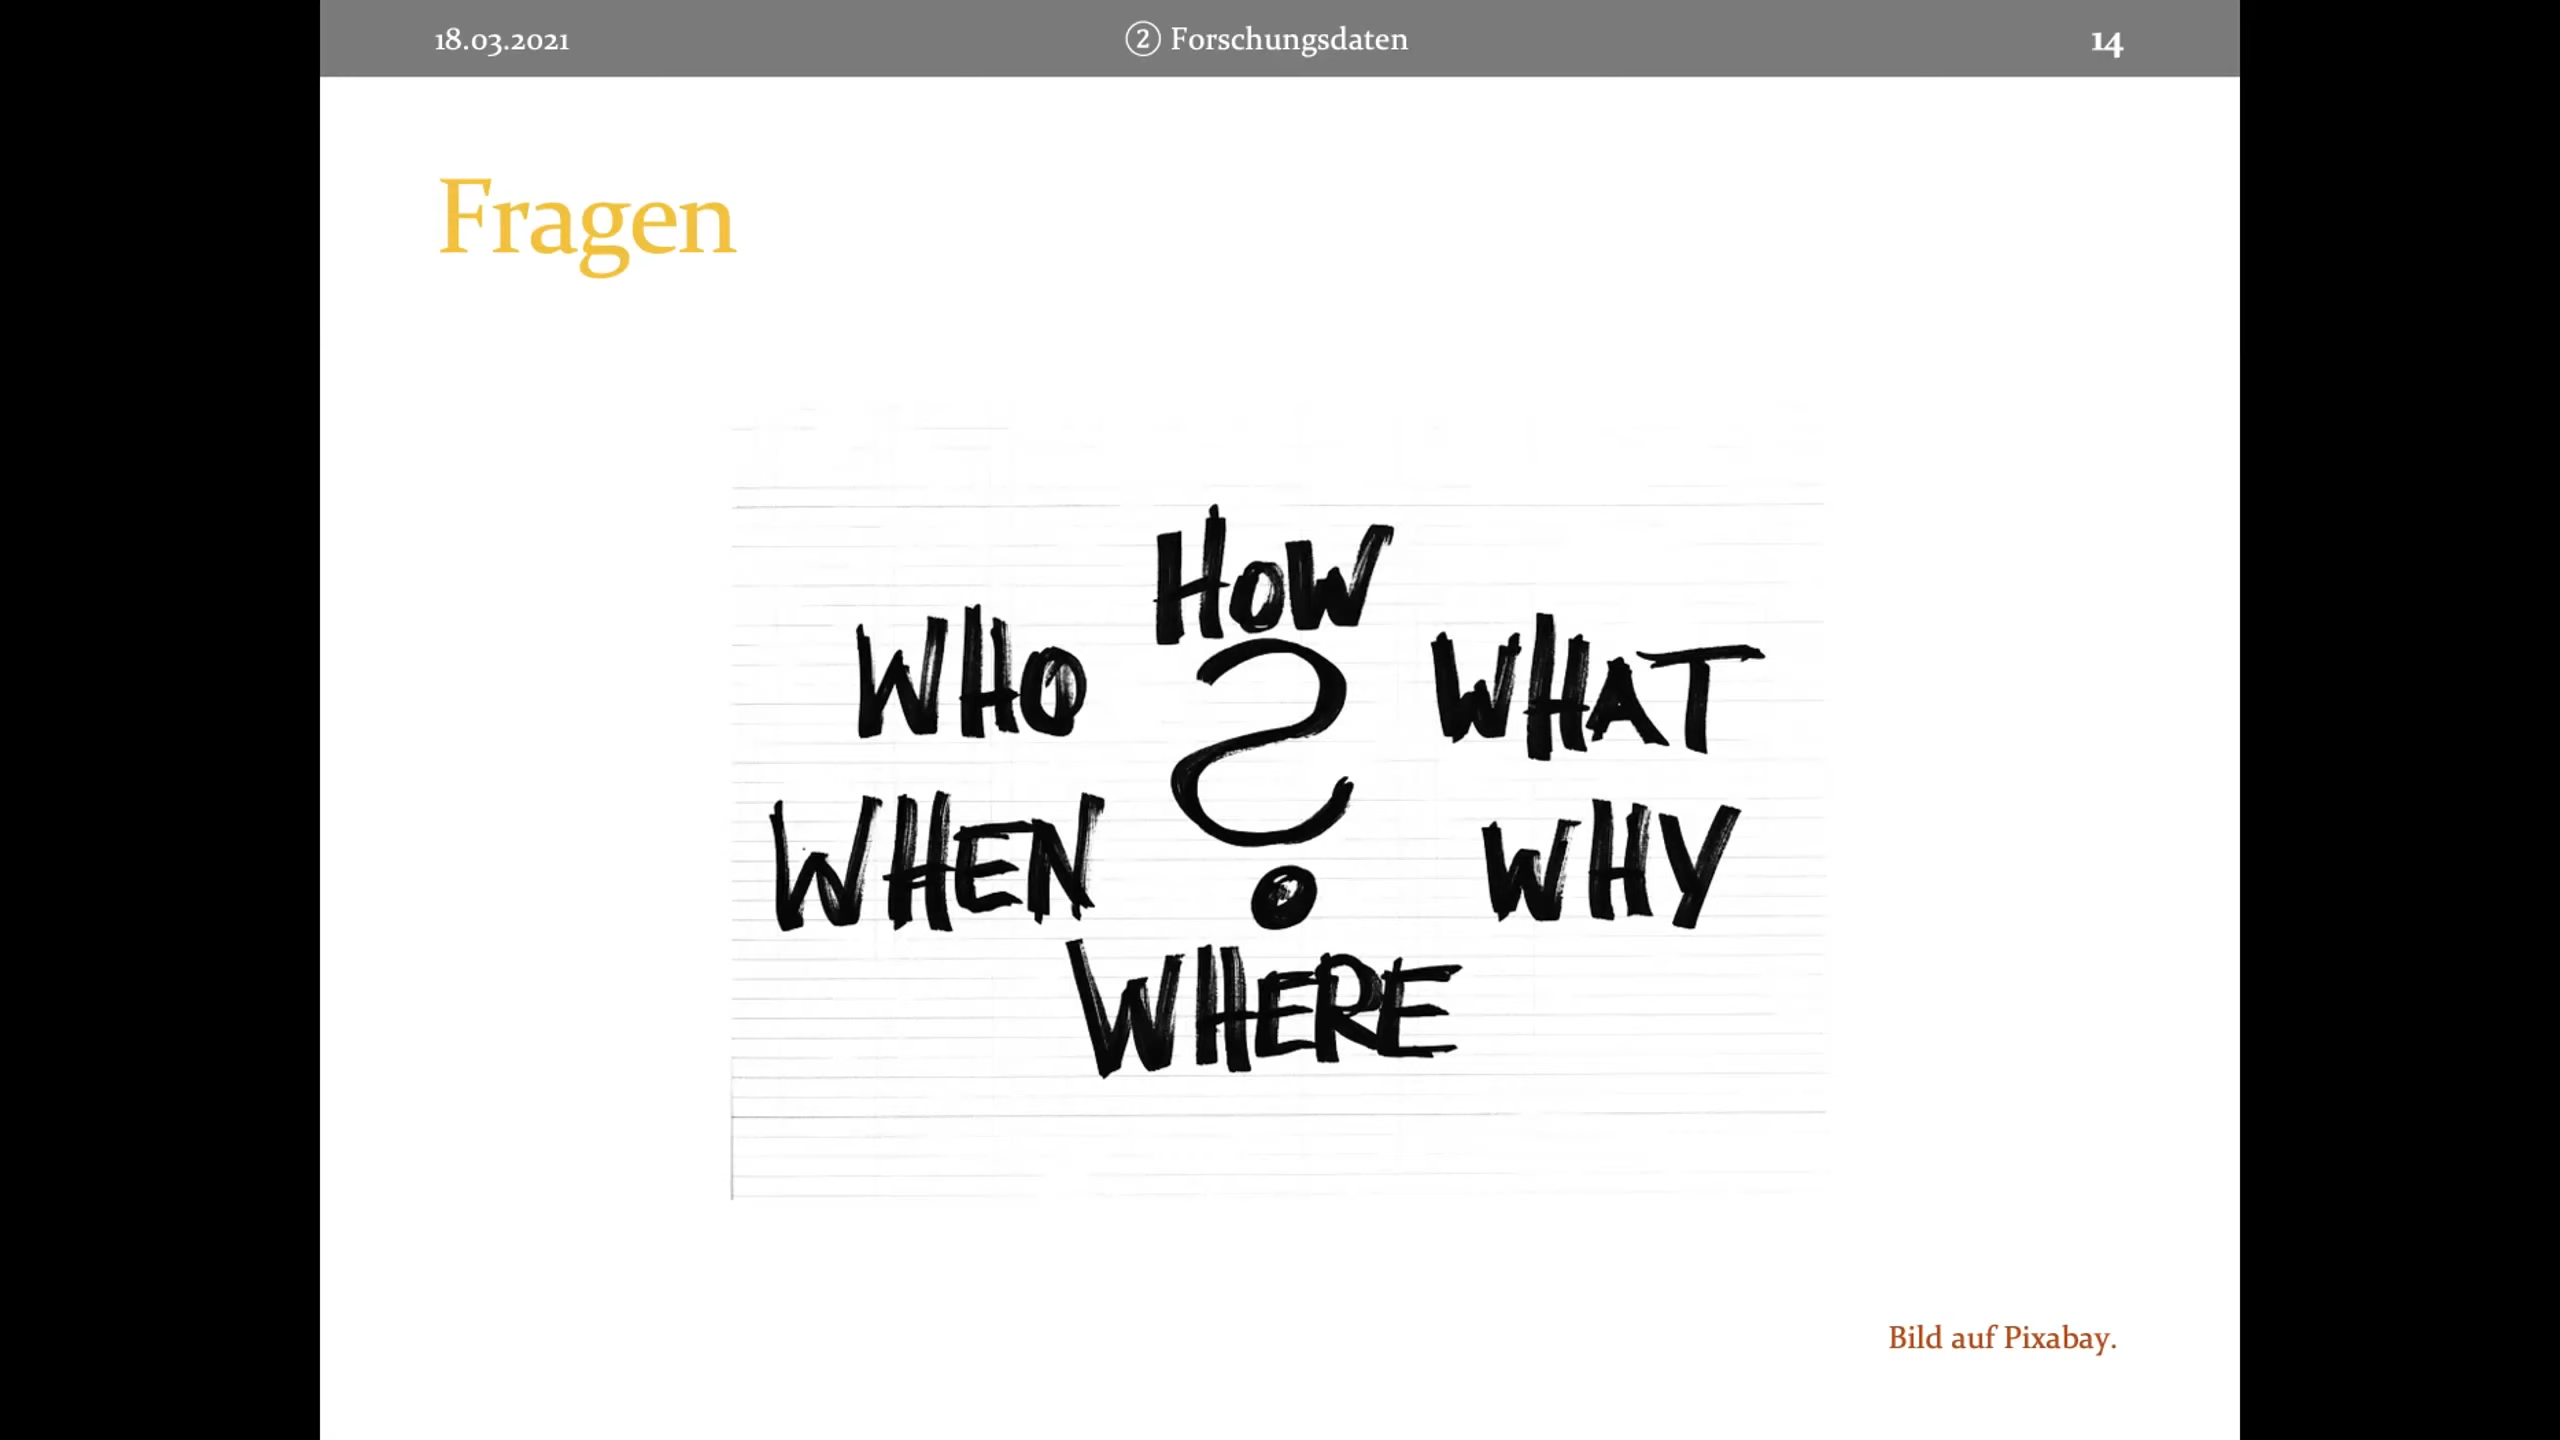 18.03.2021
② Forschungsdaten
14
Fragen
How
WHO
WHAT
?
WHEN
WHY
WHERE
Bild auf Pixabay.